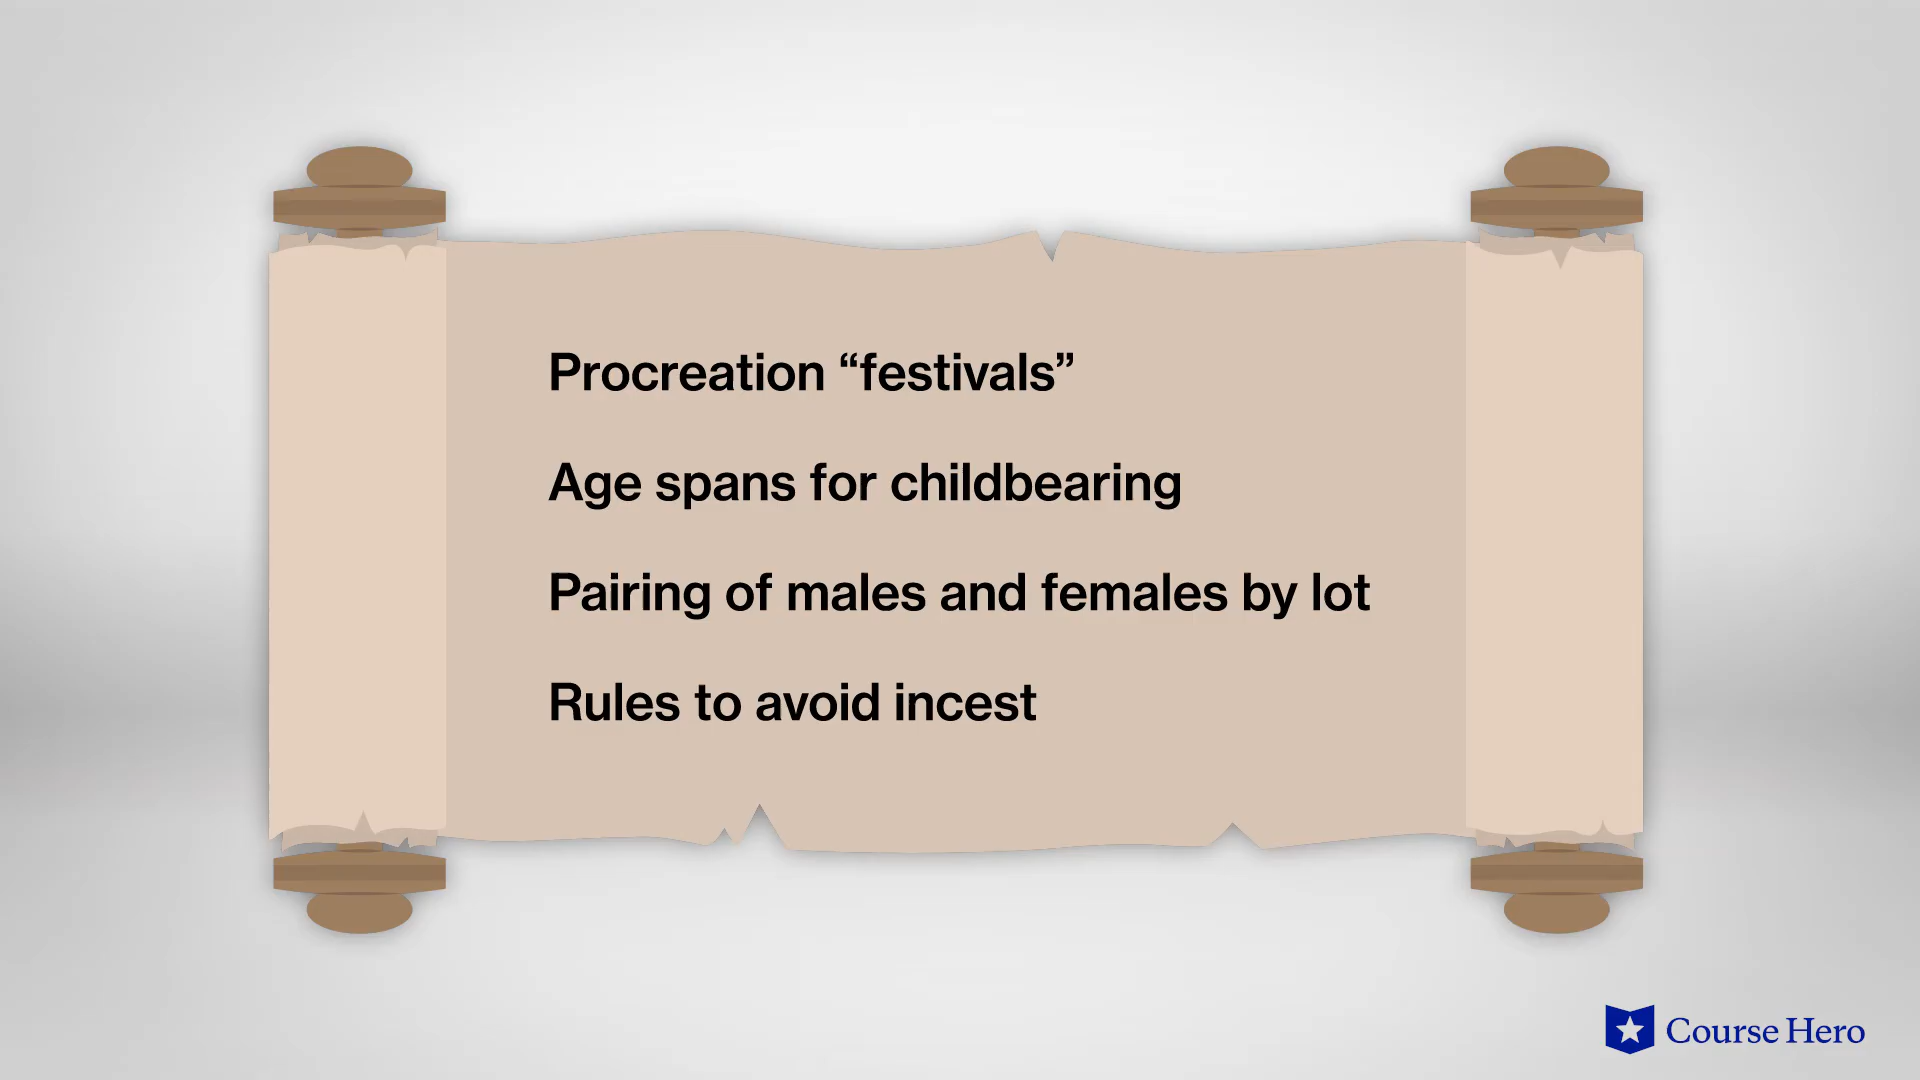 Procreation “festivals”
Age spans for childbearing
Pairing of males and females by lot
Rules to avoid incest
Course Hero